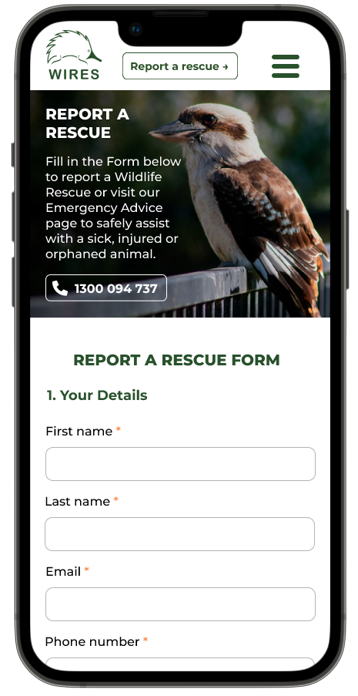 WIRES
Report a rescue →
REPORT A
RESCUE
Fill in the Form below
to report a Wildlife
Rescue or visit our
Emergency Advice
page to safely assist
with a sick, injured or
orphaned animal.
1300 094 737
REPORT A RESCUE FORM
1. Your Details
First name *
Last name *
Email *
Phone number *